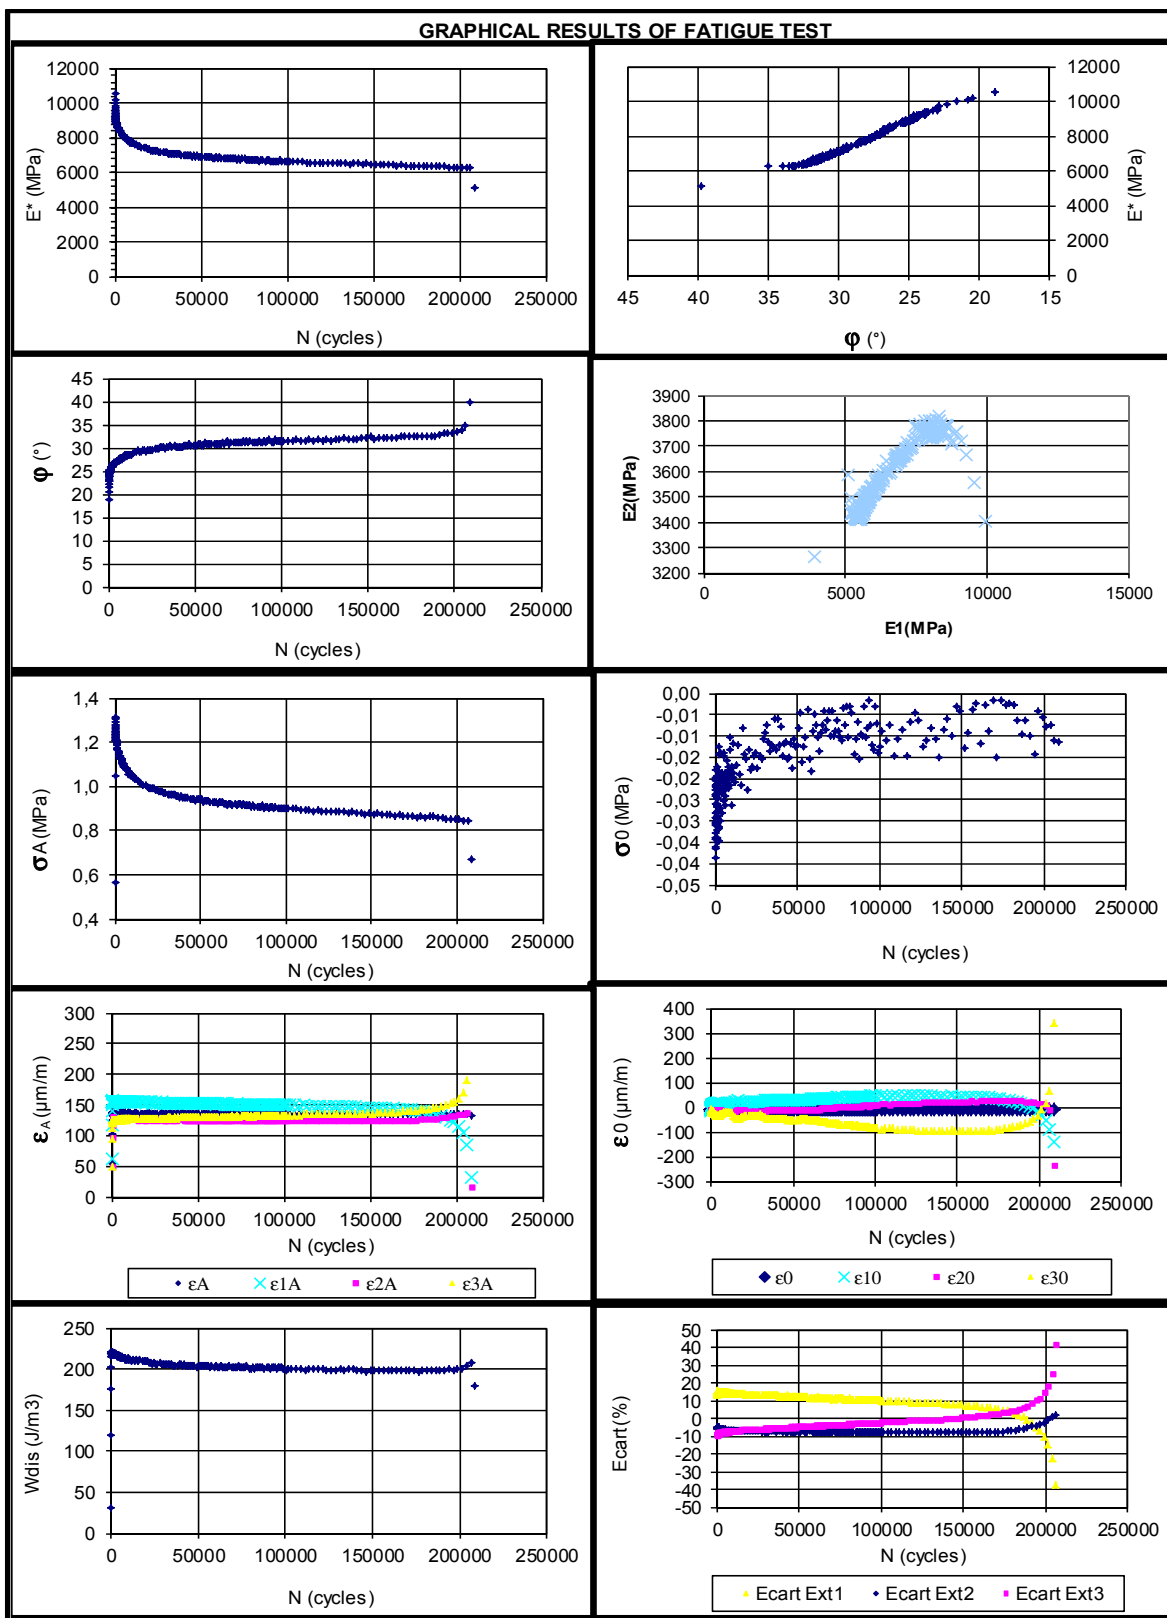 GRAPHICAL RESULTS OF FATIGUE TEST
12000
10000
8000
6000
4000
2000
0
E* (MPa)
0 50000 100000 150000 200000 250000
N (cycles)
12000
10000
8000
6000
4000
2000
0
E* (MPa)
45 40 35 30 25 20 15
φ (°)
45
40
35
30
25
20
15
10
5
0
φ (°)
0 50000 100000 150000 200000 250000
N (cycles)
3900
3800
3700
3600
3500
3400
3300
3200
E2(MPa)
0 5000 10000 15000
E1(MPa)
1,4
1,2
1,0
0,8
0,6
0,4
σA (MPa)
0 50000 100000 150000 200000 250000
N (cycles)
0,00
-0,01
-0,01
-0,02
-0,02
-0,03
-0,03
-0,04
-0,04
-0,05
σ0 (MPa)
0 50000 100000 150000 200000 250000
N (cycles)
300
250
200
150
100
50
0
εA (µm/m)
0 50000 100000 150000 200000 250000
N (cycles)
εA ε1A ε2A ε3A
400
300
200
100
0
-100
-200
-300
ε0 (µm/m)
0 50000 100000 150000 200000 250000
N (cycles)
ε0 ε10 ε20 ε30
250
200
150
100
50
0
Wdis (J/m3)
0 50000 100000 150000 200000 250000
N (cycles)
50
40
30
20
10
0
-10
-20
-30
-40
-50
Ecart (%)
0 50000 100000 150000 200000 250000
N (cycles)
Ecart Ext1 Ecart Ext2 Ecart Ext3